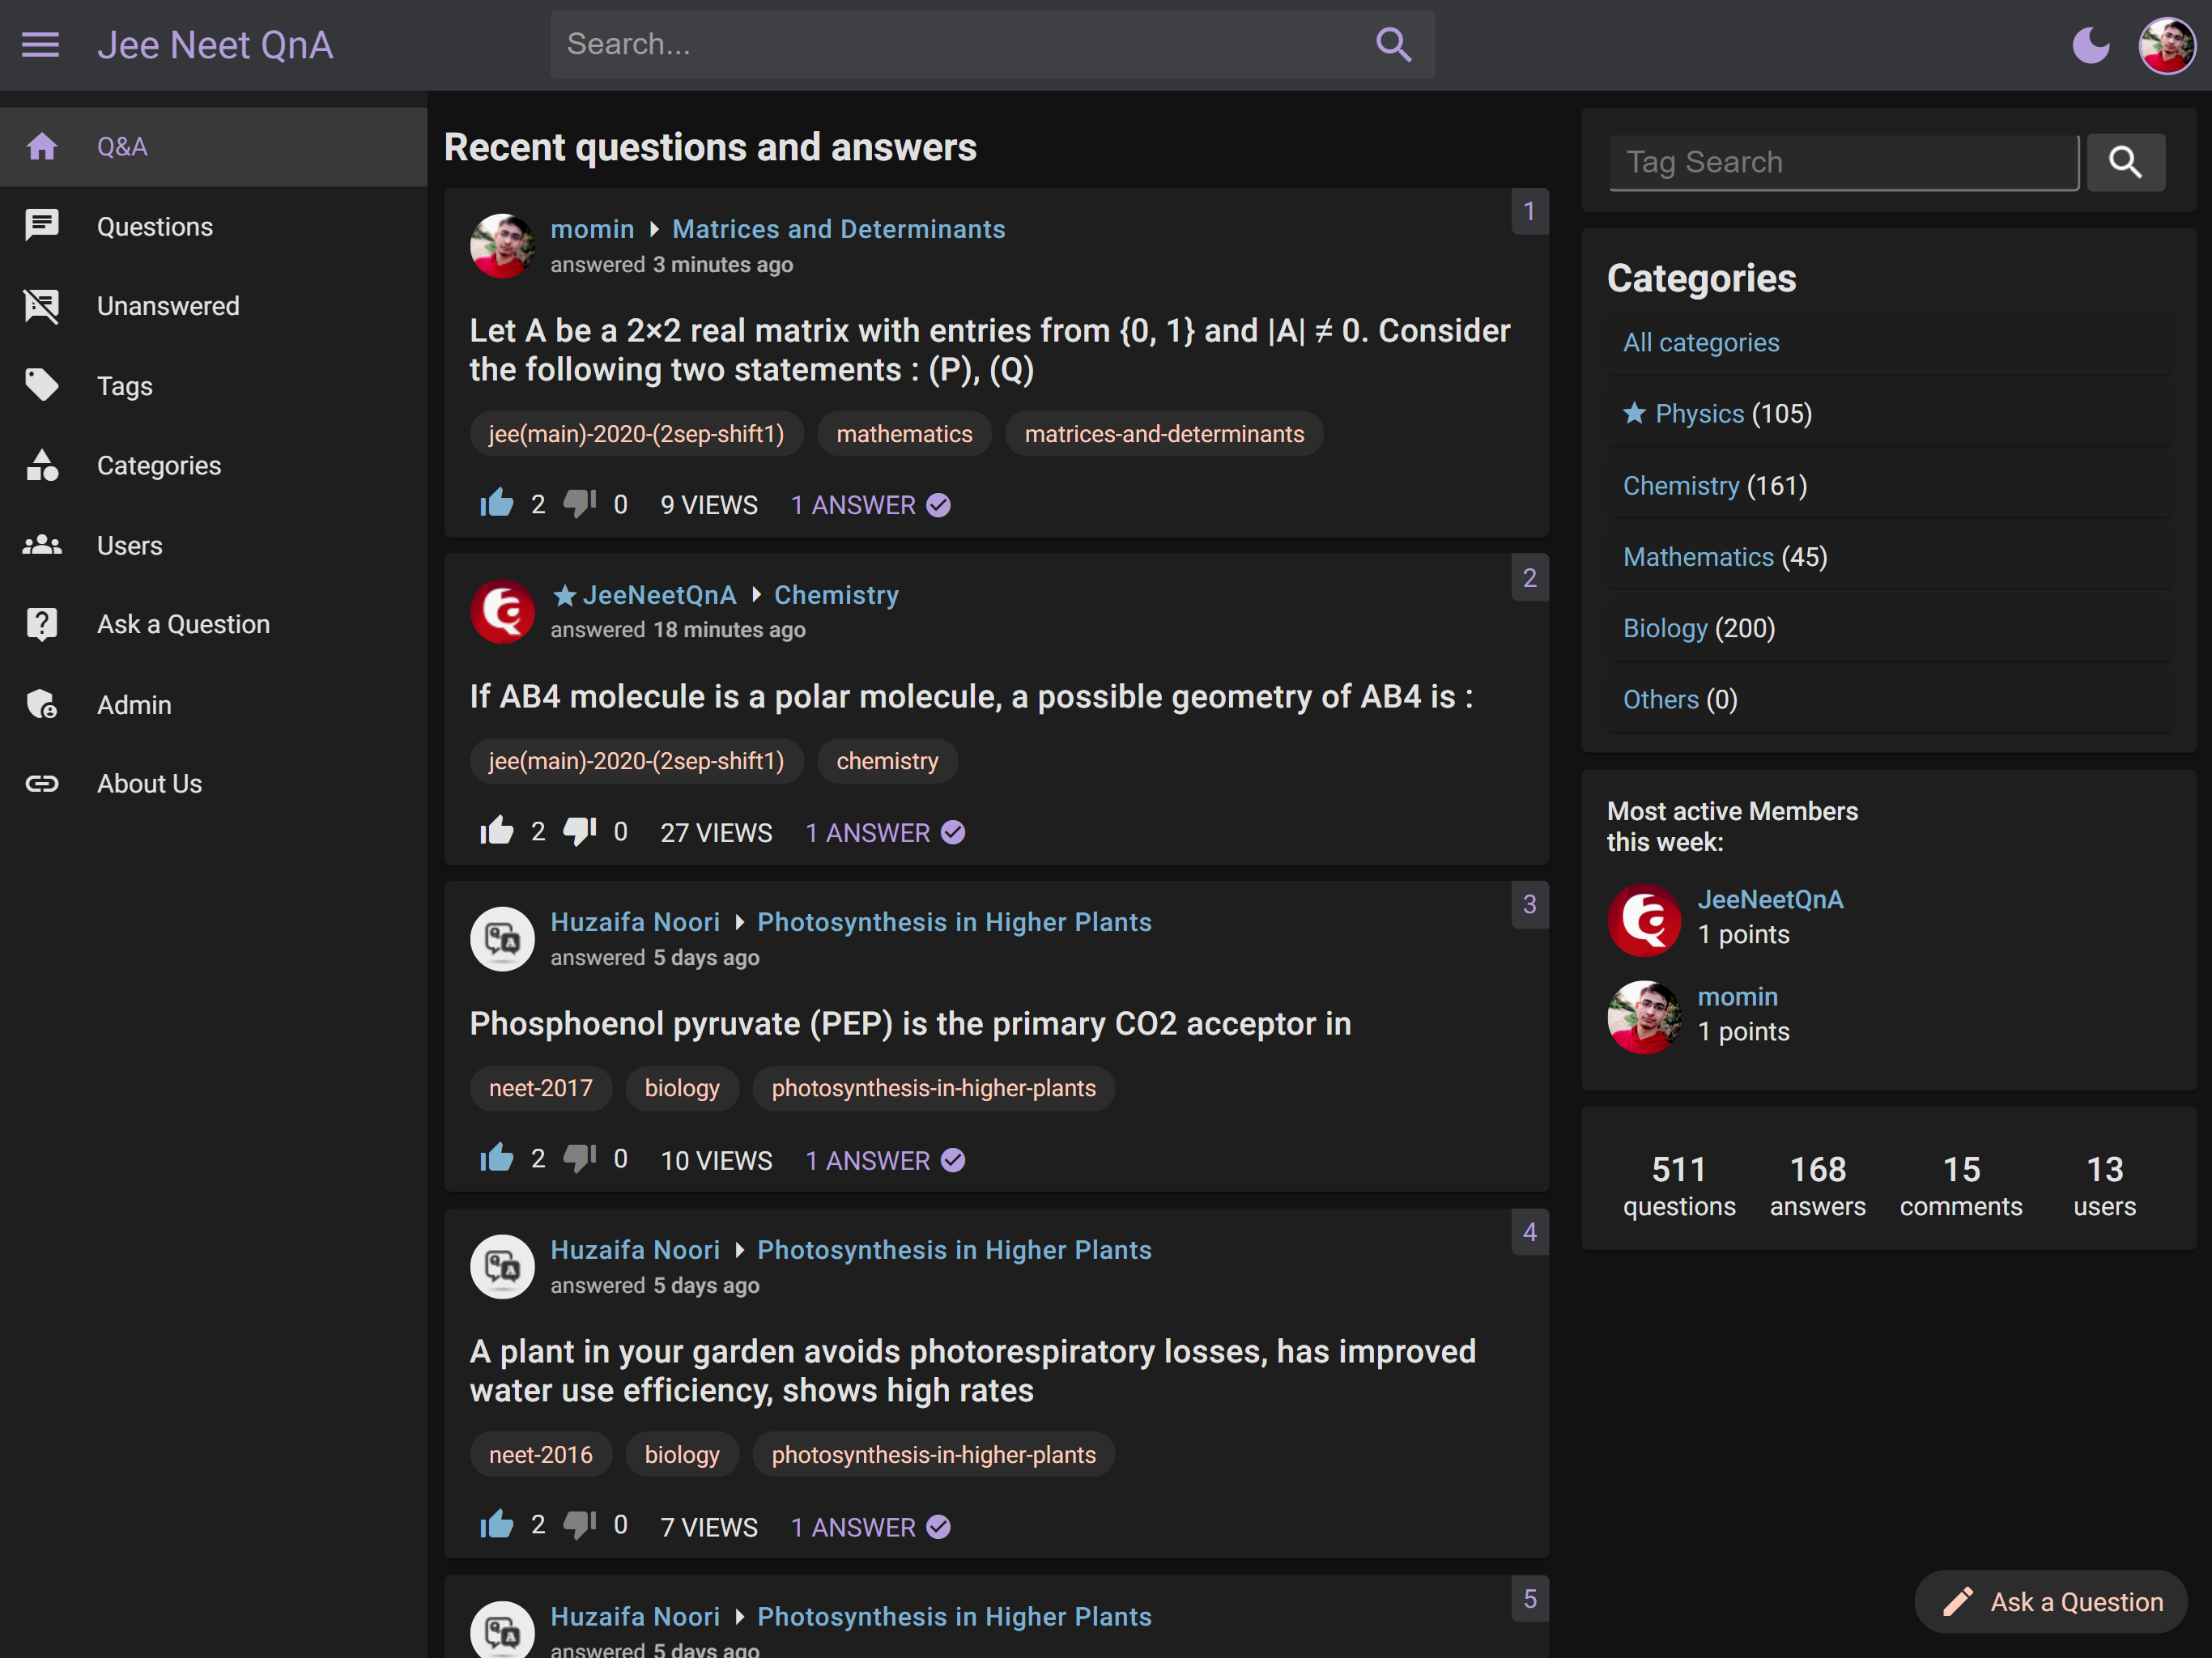 Jee Neet QnA
Search...
Q&A
Questions
Unanswered
Tags
Categories
Users
Ask a Question
Admin
About Us
Recent questions and answers
1
momin Matrices and Determinants
answered 3 minutes ago
Let A be a 2×2 real matrix with entries from {0, 1} and |A| ≠ 0. Consider
the following two statements : (P), (Q)
jee(main)-2020-(2sep-shift1) mathematics matrices-and-determinants
2 0 9 VIEWS 1 ANSWER
2
JeeNeetQnA Chemistry
answered 18 minutes ago
If AB4 molecule is a polar molecule, a possible geometry of AB4 is :
jee(main)-2020-(2sep-shift1) chemistry
2 0 27 VIEWS 1 ANSWER
3
Huzaifa Noori Photosynthesis in Higher Plants
answered 5 days ago
Phosphoenol pyruvate (PEP) is the primary CO2 acceptor in
neet-2017 biology photosynthesis-in-higher-plants
2 0 10 VIEWS 1 ANSWER
4
Huzaifa Noori Photosynthesis in Higher Plants
answered 5 days ago
A plant in your garden avoids photorespiratory losses, has improved
water use efficiency, shows high rates
neet-2016 biology photosynthesis-in-higher-plants
2 0 7 VIEWS 1 ANSWER
5
Huzaifa Noori Photosynthesis in Higher Plants
answered 5 days ago
Tag Search
Categories
All categories
Physics (105)
Chemistry (161)
Mathematics (45)
Biology (200)
Others (0)
Most active Members
this week:
JeeNeetQnA
1 points
momin
1 points
511 168 15 13
questions answers comments users
Ask a Question